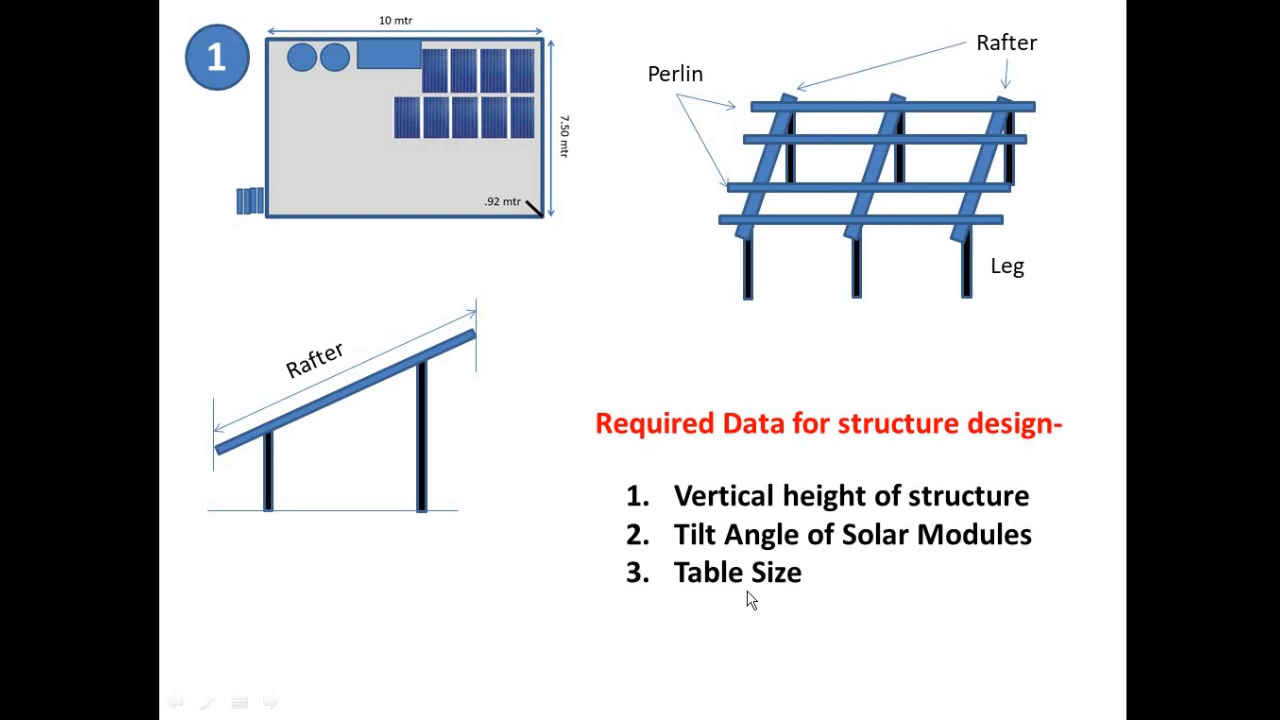 1
10 mtr
7.50 mtr
.92 mtr
Rafter
Perlin
Leg
Rafter
Required Data for structure design-
1. Vertical height of structure
2. Tilt Angle of Solar Modules
3. Table Size